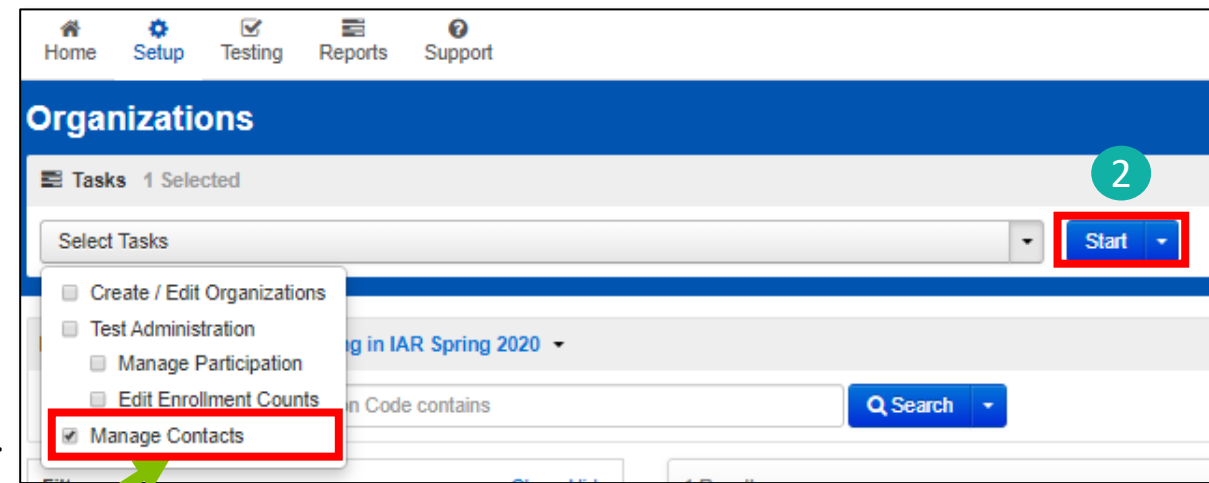 Home Setup Testing Reports Support
Organizations
Tasks 1 Selected
2
Select Tasks
Start
Create / Edit Organizations
Test Administration
ng in IAR Spring 2020
Manage Participation
Edit Enrollment Counts
n Code contains
Search
Manage Contacts